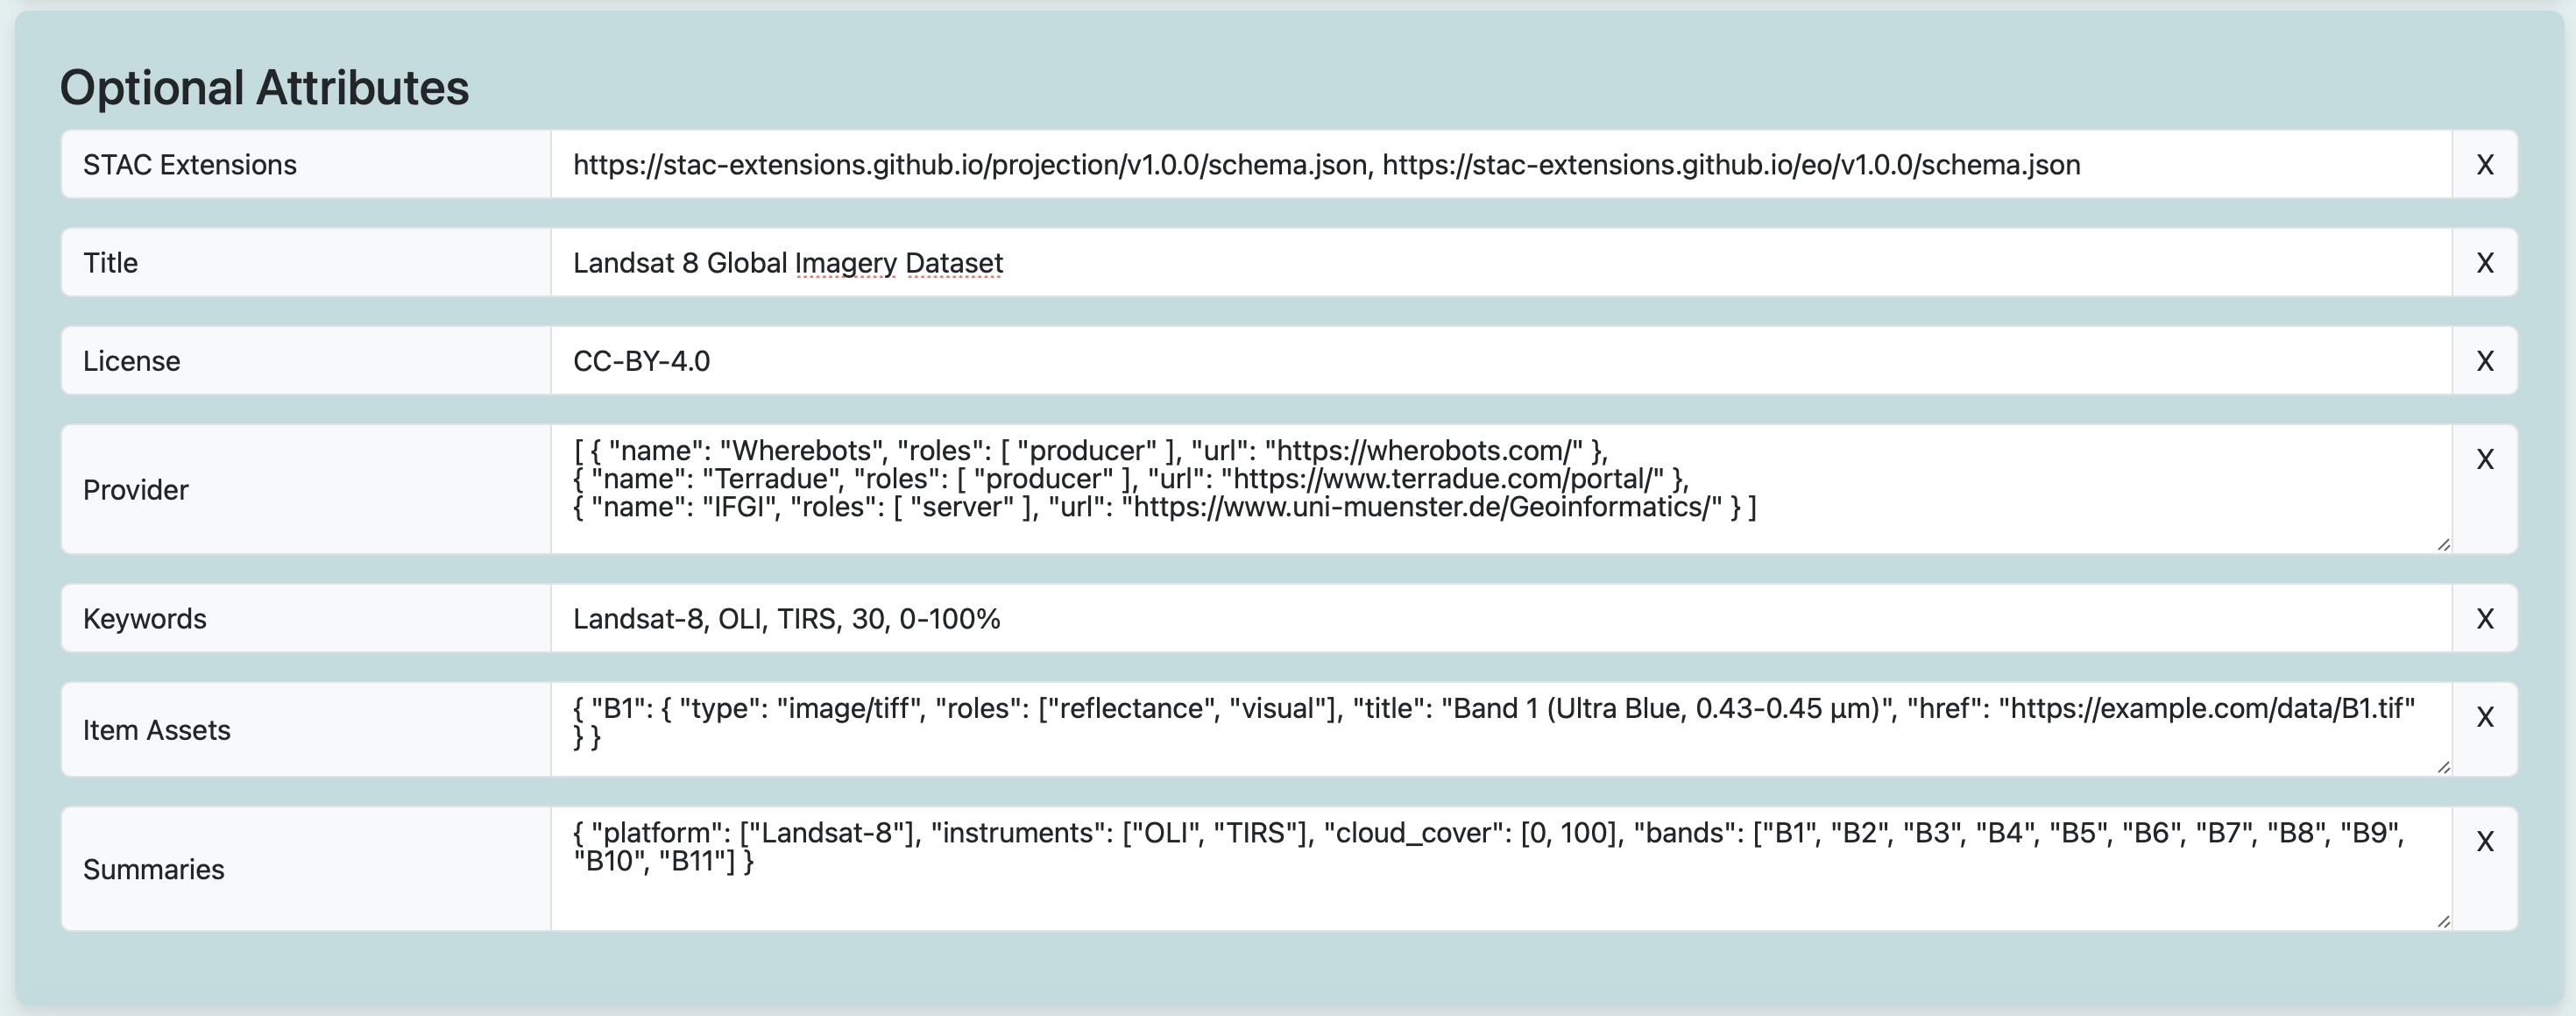 Optional Attributes
STAC Extensions
https://stac-extensions.github.io/projection/v1.0.0/schema.json, https://stac-extensions.github.io/eo/v1.0.0/schema.json
X
Title
Landsat 8 Global Imagery Dataset
X
License
CC-BY-4.0
X
Provider
[ { "name": "Wherebots", "roles": [ "producer" ], "url": "https://wherobots.com/" },
{ "name": "Terradue", "roles": [ "producer" ], "url": "https://www.terradue.com/portal/" },
{ "name": "IFGI", "roles": [ "server" ], "url": "https://www.uni-muenster.de/Geoinformatics/" } ]
X
Keywords
Landsat-8, OLI, TIRS, 30, 0-100%
X
Item Assets
{ "B1": { "type": "image/tiff", "roles": ["reflectance", "visual"], "title": "Band 1 (Ultra Blue, 0.43-0.45 µm)", "href": "https://example.com/data/B1.tif"
} }
X
Summaries
{ "platform": ["Landsat-8"], "instruments": ["OLI", "TIRS"], "cloud_cover": [0, 100], "bands": ["B1", "B2", "B3", "B4", "B5", "B6", "B7", "B8", "B9",
"B10", "B11"] }
X